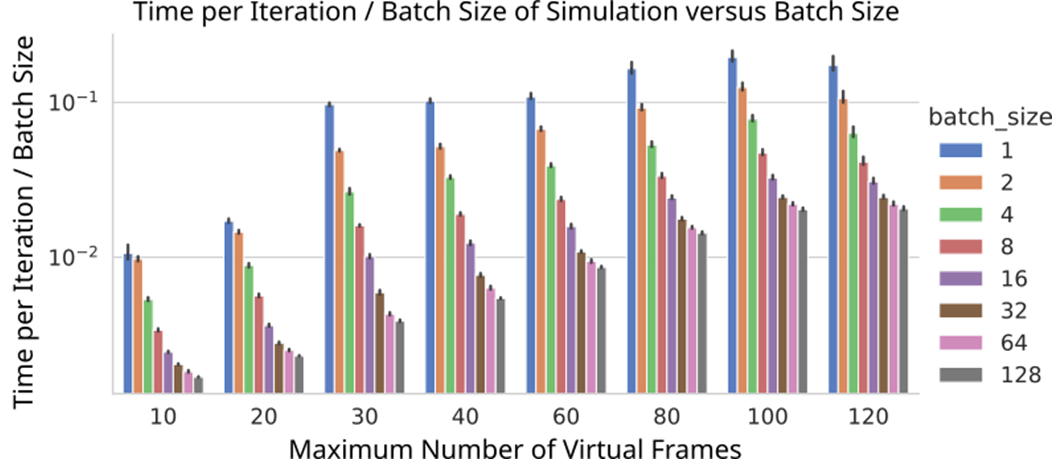 Time per Iteration / Batch Size of Simulation versus Batch Size
Time per Iteration / Batch Size
10⁻¹
10⁻²
10 20 30 40 60 80 100 120
Maximum Number of Virtual Frames
batch_size
1
2
4
8
16
32
64
128